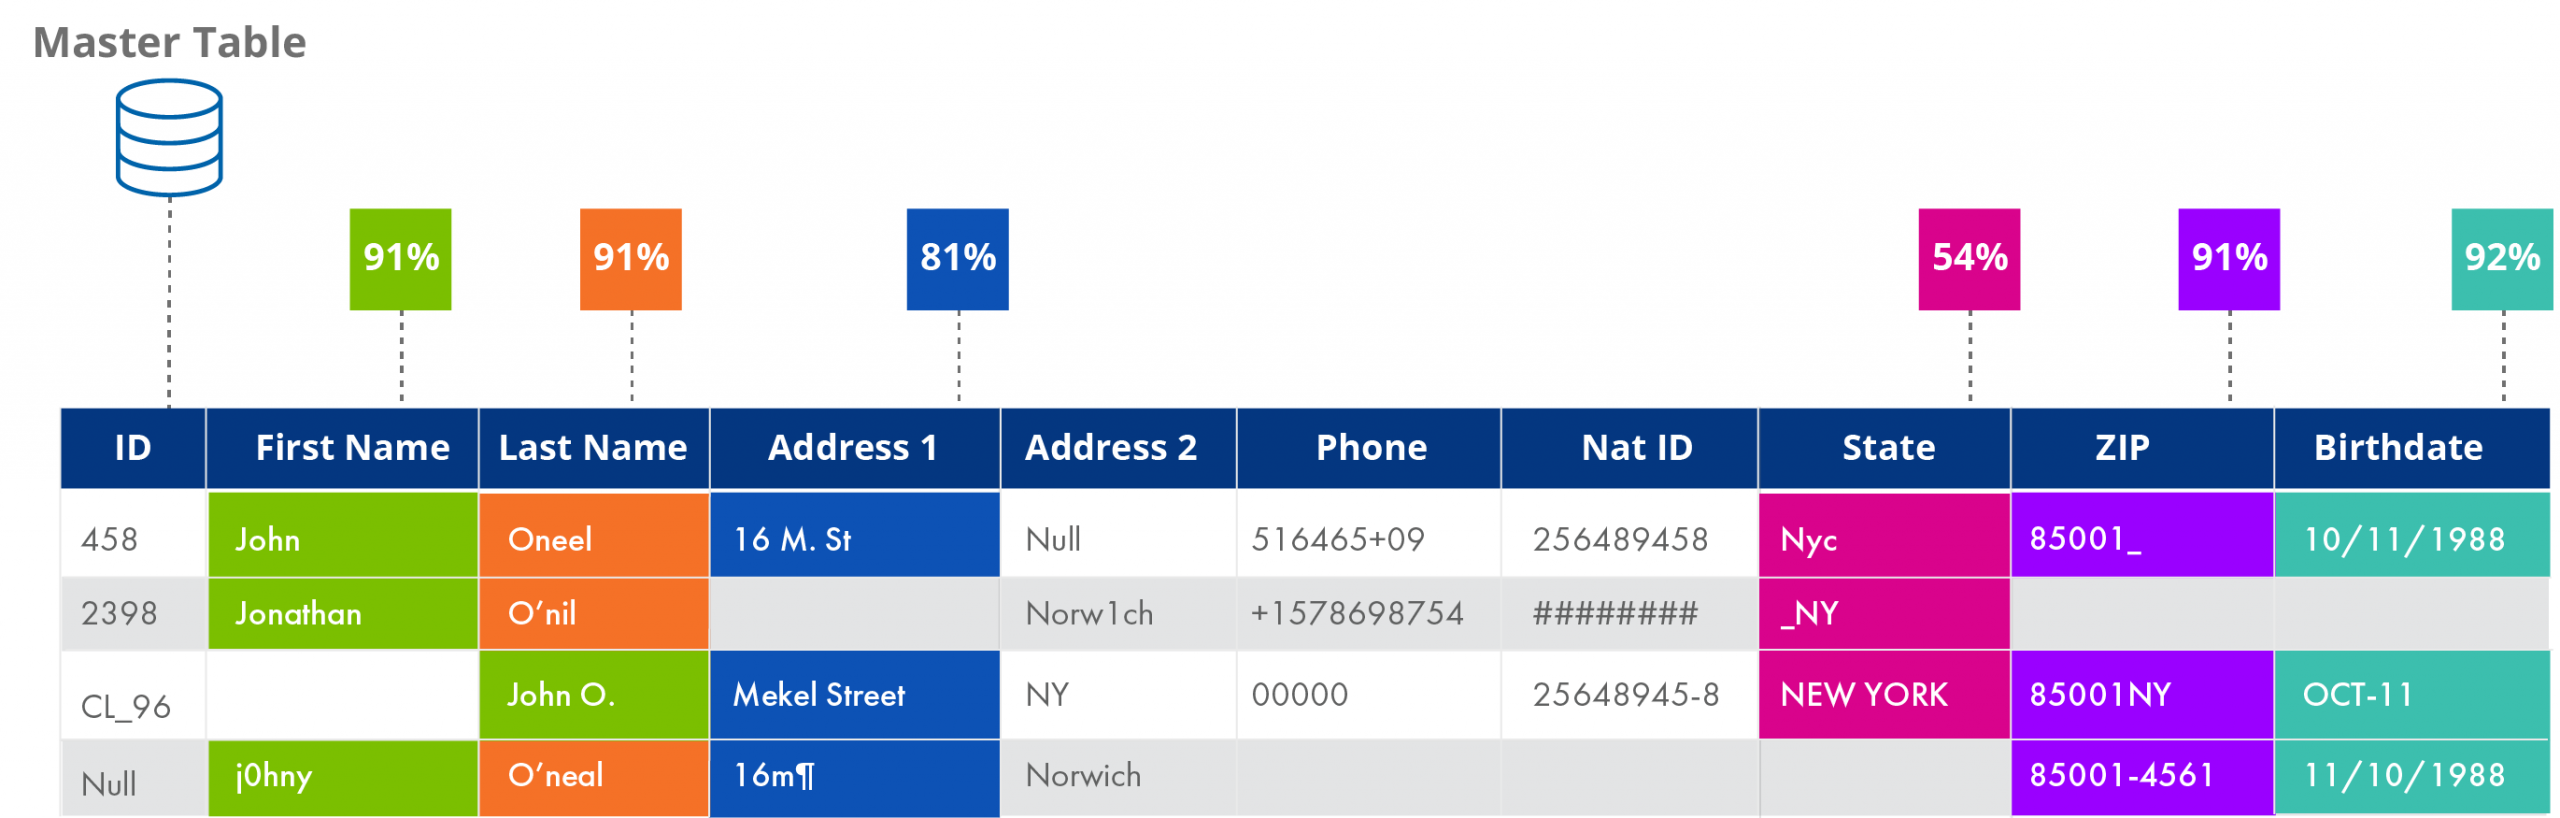 Master Table
91% 91% 81% 54% 91% 92%
ID First Name Last Name Address 1 Address 2 Phone Nat ID State ZIP Birthdate
458 John Oneel 16 M. St Null 516465+09 256489458 Nyc 85001_ 10/11/1988
2398 Jonathan O’nil Norw1ch +1578698754 ######## _NY
CL_96 John O. Mekel Street NY 00000 25648945-8 NEW YORK 85001NY OCT-11
Null j0hny O’neal 16m¶ Norwich 85001-4561 11/10/1988